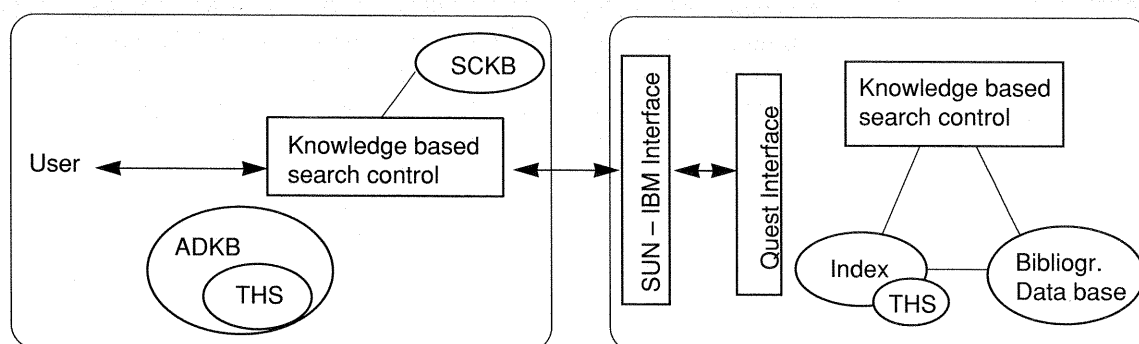 SCKB
User
Knowledge based
search control
ADKB
THS
SUN – IBM Interface
Quest Interface
Knowledge based
search control
Index
THS
Bibliogr.
Data base